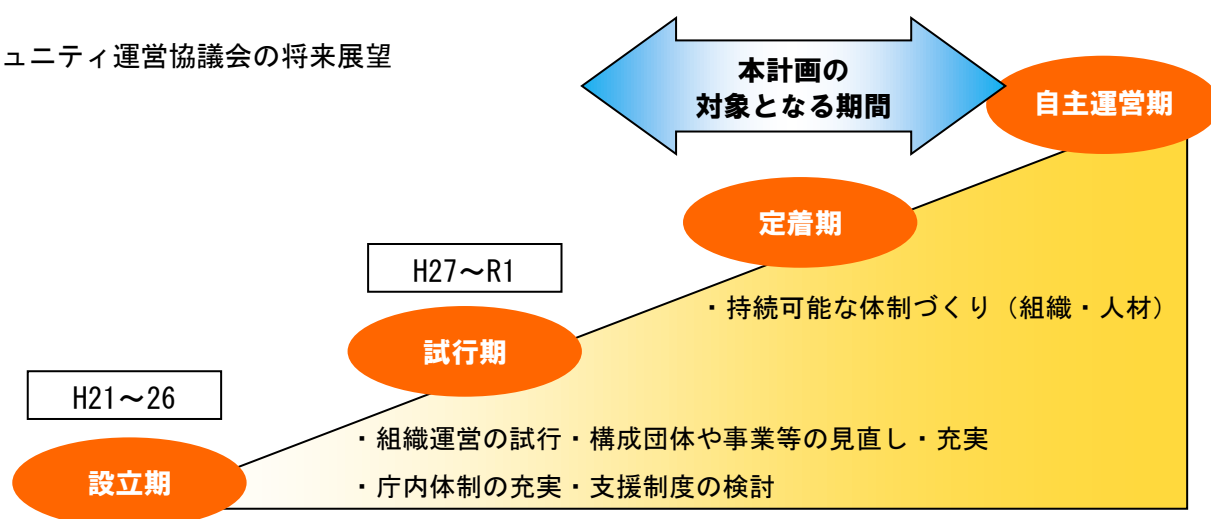 ュニティ運営協議会の将来展望
本計画の
対象となる期間
自主運営期
定着期
H27～R1
・持続可能な体制づくり（組織・人材）
試行期
H21～26
・組織運営の試行・構成団体や事業等の見直し・充実
設立期
・庁内体制の充実・支援制度の検討